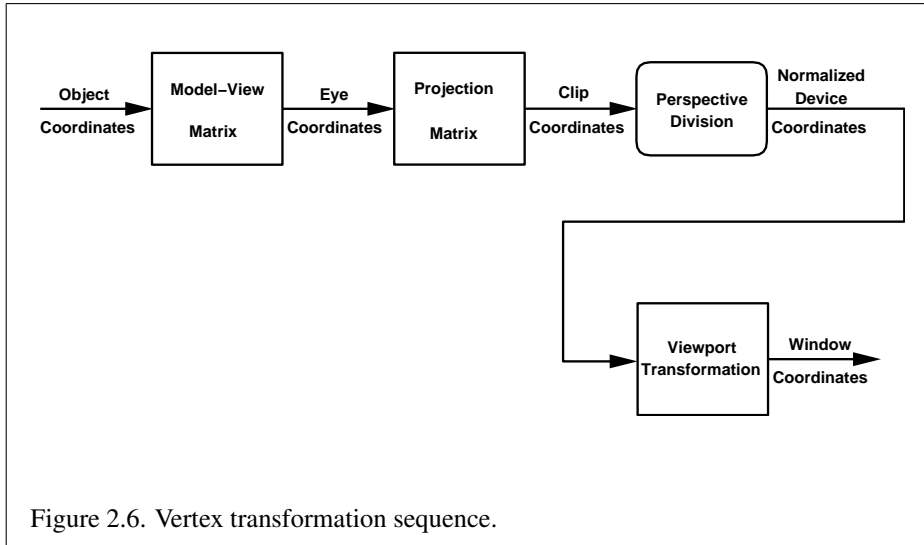 Object
Coordinates
Model–View
Matrix
Eye
Coordinates
Projection
Matrix
Clip
Coordinates
Perspective
Division
Normalized
Device
Coordinates
Viewport
Transformation
Window
Coordinates
Figure 2.6. Vertex transformation sequence.